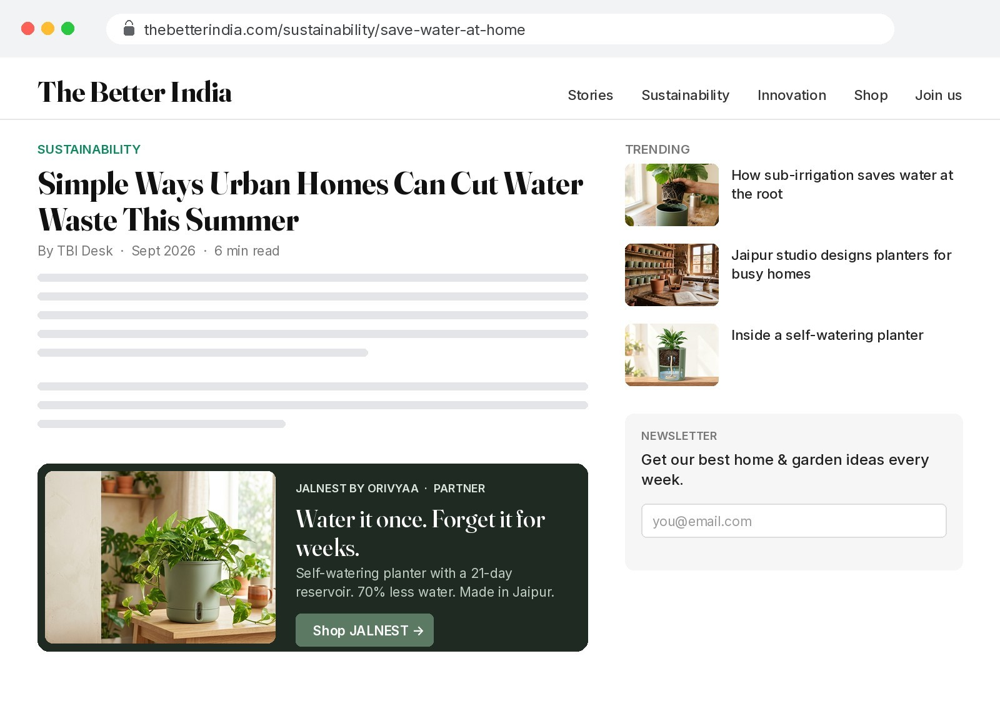 thebetterindia.com/sustainability/save-water-at-home
The Better India
Stories Sustainability Innovation Shop Join us
SUSTAINABILITY
Simple Ways Urban Homes Can Cut Water
Waste This Summer
By TBI Desk · Sept 2026 · 6 min read
JALNEST BY ORIVYAA · PARTNER
Water it once. Forget it for
weeks.
Self-watering planter with a 21-day
reservoir. 70% less water. Made in Jaipur.
Shop JALNEST →
TRENDING
How sub-irrigation saves water at
the root
Jaipur studio designs planters for
busy homes
Inside a self-watering planter
NEWSLETTER
Get our best home & garden ideas every
week.
you@email.com